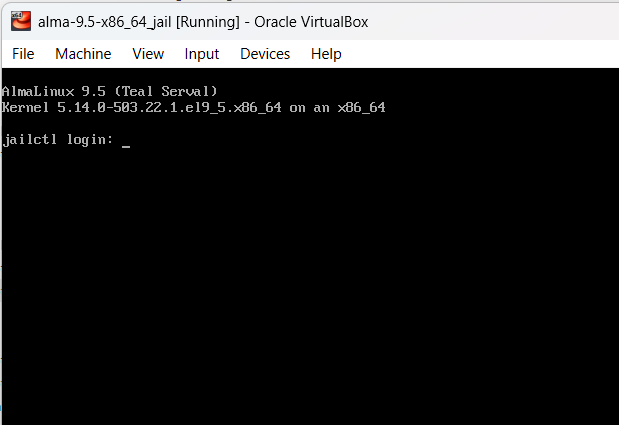 alma-9.5-x86_64_jail [Running] - Oracle VirtualBox
File Machine View Input Devices Help
AlmaLinux 9.5 (Teal Serval)
Kernel 5.14.0-503.22.1.el9_5.x86_64 on an x86_64
jailctl login: _